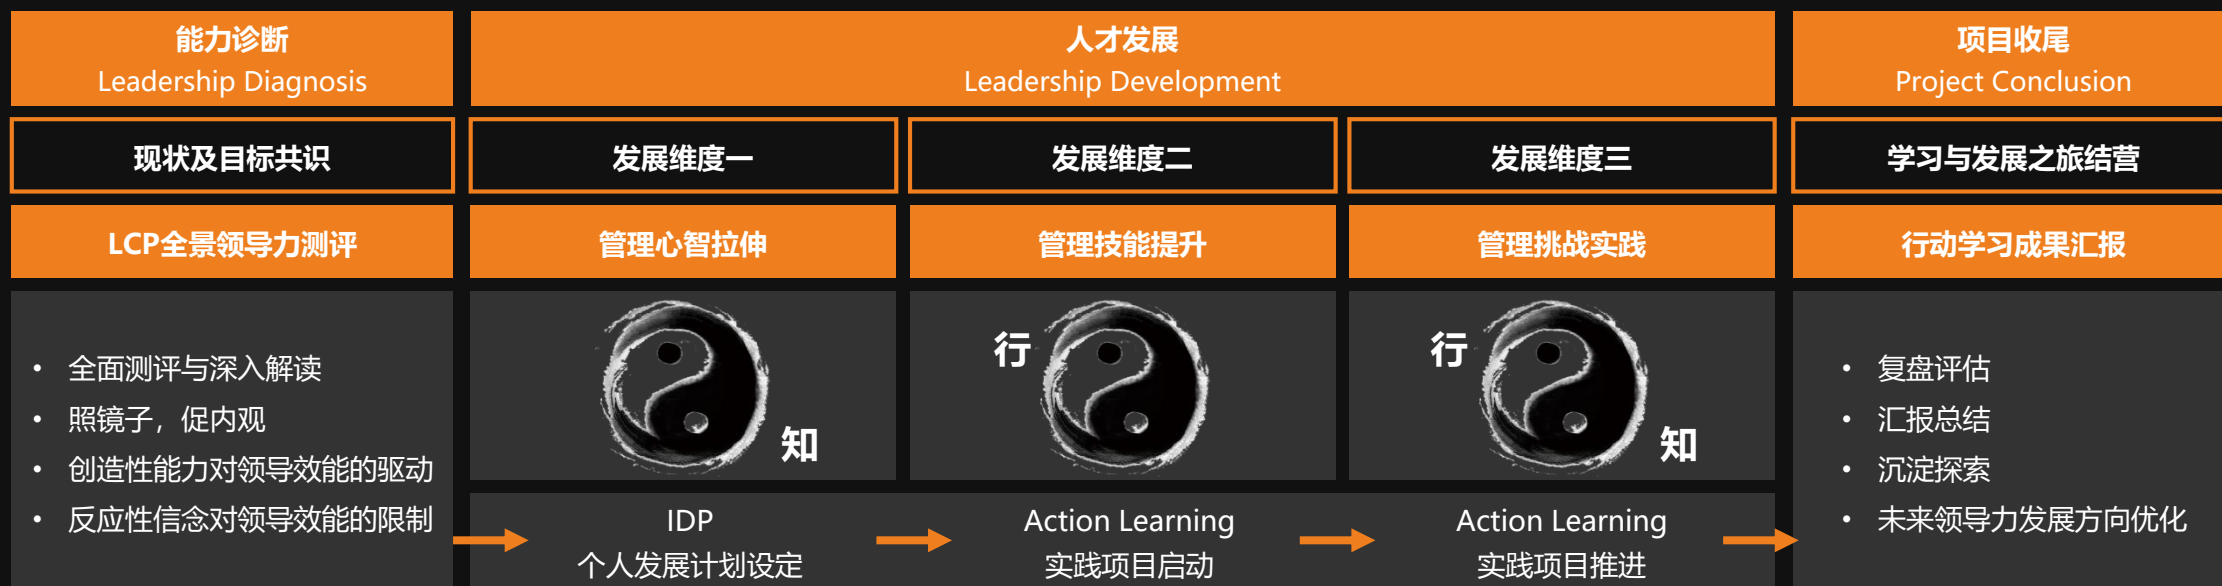 能力诊断
Leadership Diagnosis
人才发展
Leadership Development
项目收尾
Project Conclusion
现状及目标共识
发展维度一
发展维度二
发展维度三
学习与发展之旅结营
LCP全景领导力测评
管理心智拉伸
管理技能提升
管理挑战实践
行动学习成果汇报
• 全面测评与深入解读
• 照镜子，促内观
• 创造性能力对领导效能的驱动
• 反应性信念对领导效能的限制
知
行
行
知
IDP
个人发展计划设定
Action Learning
实践项目启动
Action Learning
实践项目推进
• 复盘评估
• 汇报总结
• 沉淀探索
• 未来领导力发展方向优化